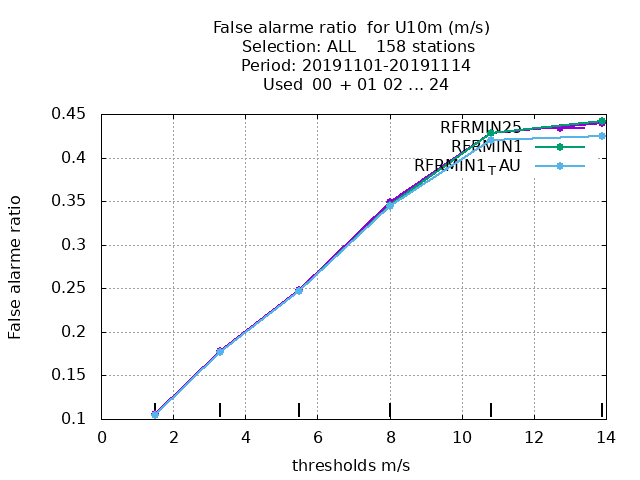 False alarme ratio  for U10m (m/s)
Selection: ALL    158 stations
Period: 20191101-20191114
Used  00 + 01 02 ... 24
RFRMIN25
RFRMIN1
RFRMIN1TAU
False alarme ratio
0.45
0.4
0.35
0.3
0.25
0.2
0.15
0.1
0 2 4 6 8 10 12 14
thresholds m/s